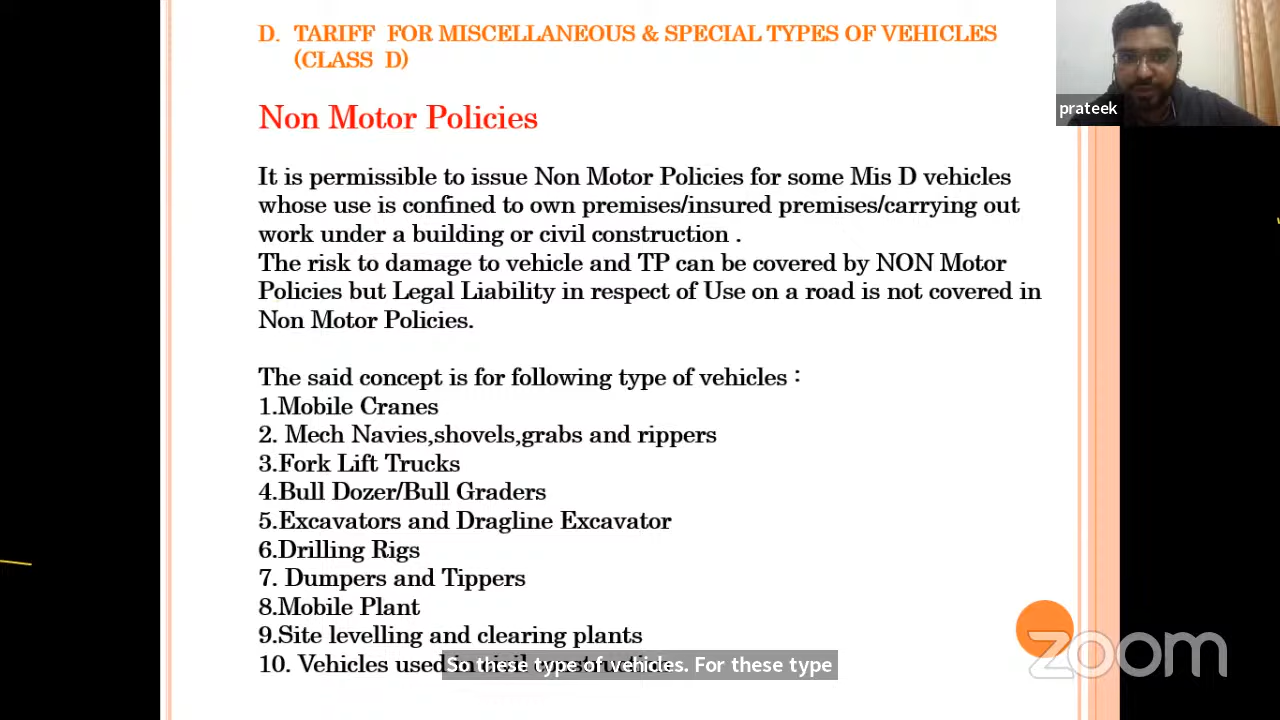 D. TARIFF FOR MISCELLANEOUS & SPECIAL TYPES OF VEHICLES
(CLASS D)
Non Motor Policies
prateek
It is permissible to issue Non Motor Policies for some Mis D vehicles
whose use is confined to own premises/insured premises/carrying out
work under a building or civil construction .
The risk to damage to vehicle and TP can be covered by NON Motor
Policies but Legal Liability in respect of Use on a road is not covered in
Non Motor Policies.
The said concept is for following type of vehicles :
1.Mobile Cranes
2. Mech Navies,shovels,grabs and rippers
3.Fork Lift Trucks
4.Bull Dozer/Bull Graders
5.Excavators and Dragline Excavator
6.Drilling Rigs
7. Dumpers and Tippers
8.Mobile Plant
9.Site levelling and clearing plants
10. Vehicles used in civil construction
So these type of vehicles. For these type
zoom